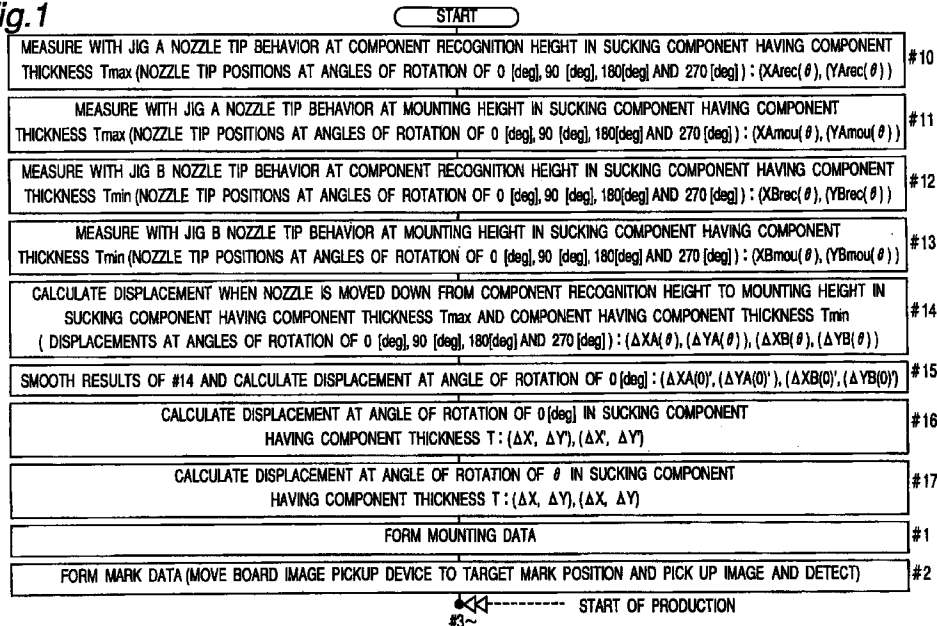 ig.1
START
MEASURE WITH JIG A NOZZLE TIP BEHAVIOR AT COMPONENT RECOGNITION HEIGHT IN SUCKING COMPONENT HAVING COMPONENT
THICKNESS Tmax (NOZZLE TIP POSITIONS AT ANGLES OF ROTATION OF 0 [deg], 90 [deg], 180[deg] AND 270 [deg] ) : (XArec(θ), (YArec(θ))
#10
MEASURE WITH JIG A NOZZLE TIP BEHAVIOR AT MOUNTING HEIGHT IN SUCKING COMPONENT HAVING COMPONENT
THICKNESS Tmax (NOZZLE TIP POSITIONS AT ANGLES OF ROTATION OF 0 [deg], 90 [deg], 180[deg] AND 270 [deg] ) : (XAmou(θ), (YAmou(θ))
#11
MEASURE WITH JIG B NOZZLE TIP BEHAVIOR AT COMPONENT RECOGNITION HEIGHT IN SUCKING COMPONENT HAVING COMPONENT
THICKNESS Tmin (NOZZLE TIP POSITIONS AT ANGLES OF ROTATION OF 0 [deg], 90 [deg], 180[deg] AND 270 [deg] ) : (XBrec(θ), (YBrec(θ))
#12
MEASURE WITH JIG B NOZZLE TIP BEHAVIOR AT MOUNTING HEIGHT IN SUCKING COMPONENT HAVING COMPONENT
THICKNESS Tmin (NOZZLE TIP POSITIONS AT ANGLES OF ROTATION OF 0 [deg], 90 [deg], 180[deg] AND 270 [deg] ) : (XBmou(θ), (YBmou(θ))
#13
CALCULATE DISPLACEMENT WHEN NOZZLE IS MOVED DOWN FROM COMPONENT RECOGNITION HEIGHT TO MOUNTING HEIGHT IN
SUCKING COMPONENT HAVING COMPONENT THICKNESS Tmax AND COMPONENT HAVING COMPONENT THICKNESS Tmin
( DISPLACEMENTS AT ANGLES OF ROTATION OF 0 [deg], 90 [deg], 180[deg] AND 270 [deg] ) : (ΔXA(θ), (ΔYA(θ)), (ΔXB(θ), (ΔYB(θ))
#14
SMOOTH RESULTS OF #14 AND CALCULATE DISPLACEMENT AT ANGLE OF ROTATION OF 0 [deg] : (ΔXA(0)', (ΔYA(0)' ), (ΔXB(0)', (ΔYB(0)')
#15
CALCULATE DISPLACEMENT AT ANGLE OF ROTATION OF 0 [deg] IN SUCKING COMPONENT
HAVING COMPONENT THICKNESS T : (ΔX', ΔY'), (ΔX', ΔY')
#16
CALCULATE DISPLACEMENT AT ANGLE OF ROTATION OF θ IN SUCKING COMPONENT
HAVING COMPONENT THICKNESS T : (ΔX, ΔY), (ΔX, ΔY)
#17
FORM MOUNTING DATA
#1
FORM MARK DATA (MOVE BOARD IMAGE PICKUP DEVICE TO TARGET MARK POSITION AND PICK UP IMAGE AND DETECT)
#2
START OF PRODUCTION
#3~